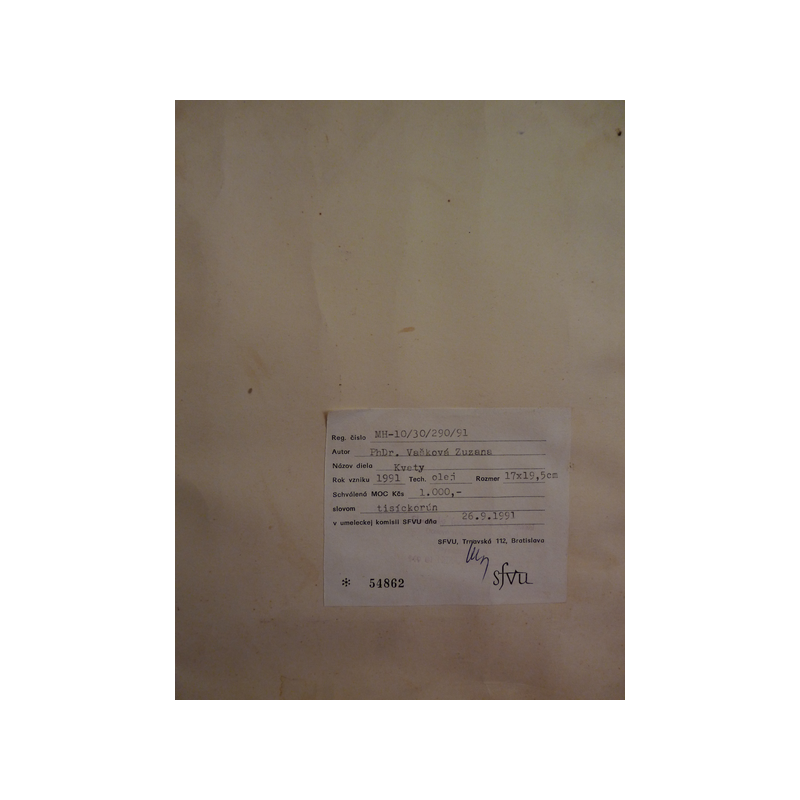 Reg. číslo MH-10/30/290/91
Autor PhDr. Vaňková Zuzana
Názov diela Kvety
Rok vzniku 1991 Tech. olej Rozmer 17x19,5cm
Schválená MOC Kčs 1.000,-
slovom tisíckorún
v umeleckej komisii SFVU dňa 26.9.1991
SFVU, Trnavská 112, Bratislava
sfvu
* 54862